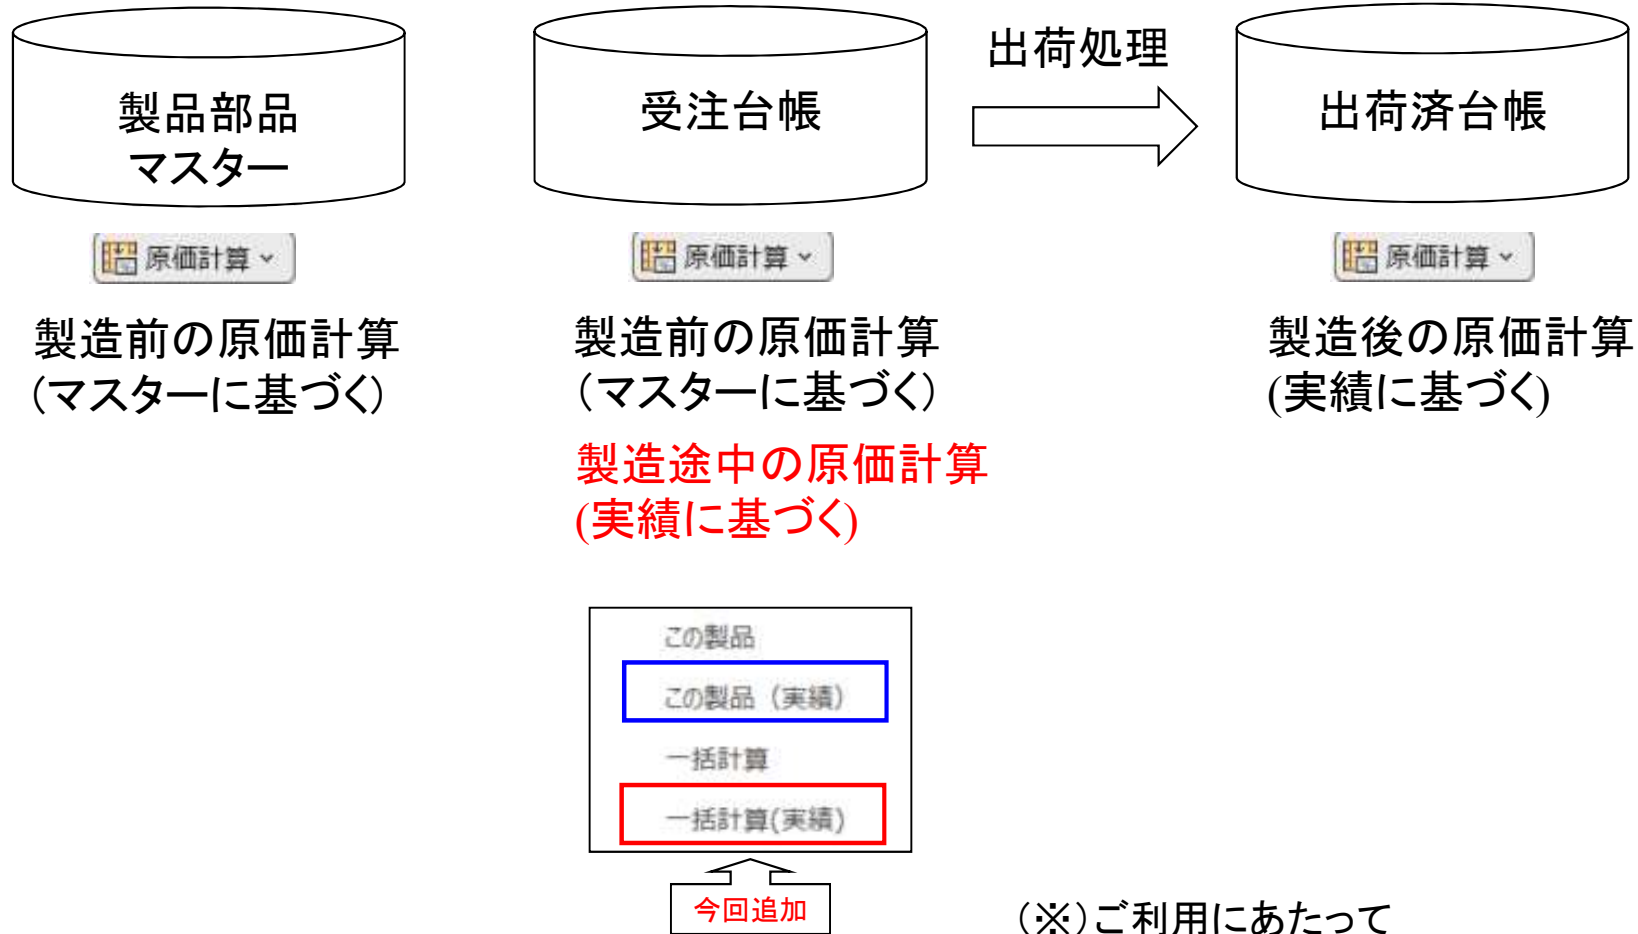 製品部品
マスター
受注台帳
出荷処理
出荷済台帳
原価計算
原価計算
原価計算
製造前の原価計算
(マスターに基づく)
製造前の原価計算
(マスターに基づく)
製造途中の原価計算
(実績に基づく)
製造後の原価計算
(実績に基づく)
この製品
この製品（実績）
一括計算
一括計算(実績)
今回追加
(※)ご利用にあたって